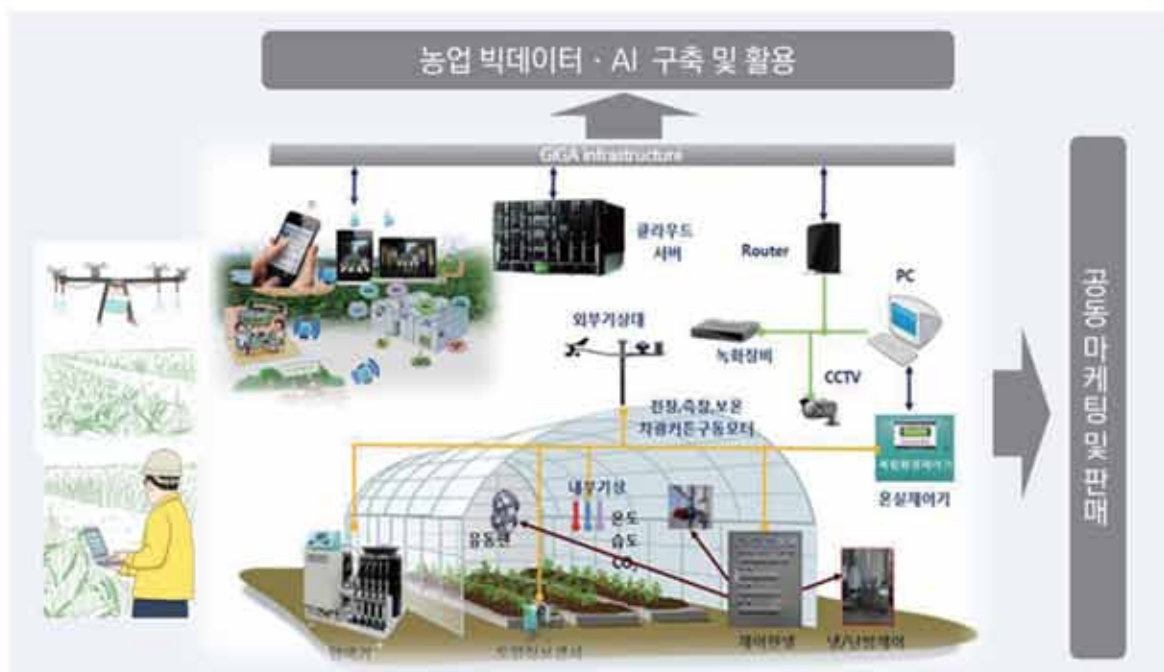 농업 빅데이터 · AI 구축 및 활용
GIGA infrastructure
클라우드
서버
Router
PC
외부기상대
녹화장비
CCTV
천창,측창,보온
차광커튼구동모터
온실제어기
내부기상
온도
습도
CO₂
유동팬
제어판넬
냉/난방제어
공동 마케팅 및 판매